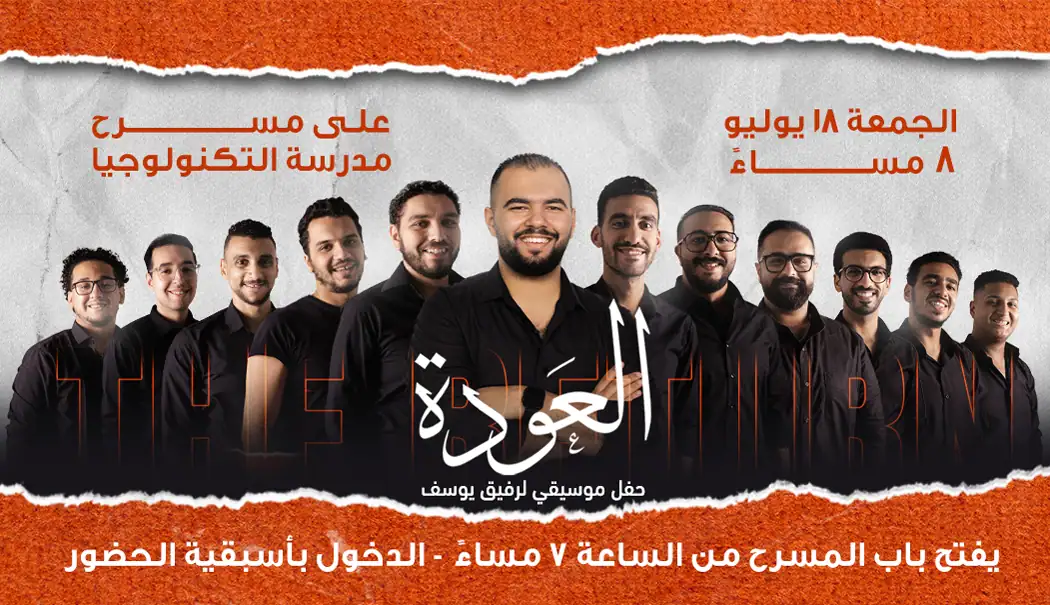 الجمعة ١٨ يوليو
٨ مساءً
على مسرح
مدرسة التكنولوجيا
THE RETURN
العَودة
حفل موسيقي لرفيق يوسف
يفتح باب المسرح من الساعة ٧ مساءً - الدخول بأسبقية الحضور